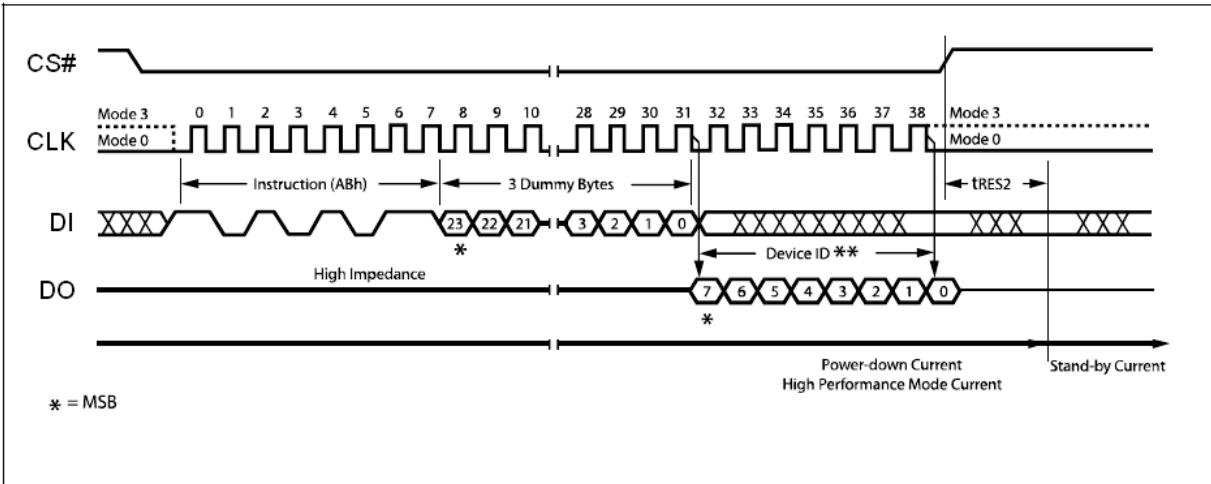 CS#
Mode 3 0 1 2 3 4 5 6 7 8 9 10 28 29 30 31 32 33 34 35 36 37 38 Mode 3
CLK Mode 0 Mode 0
Instruction (ABh) 3 Dummy Bytes tRES2
DI 23 22 21 3 2 1 0
* Device ID **
High Impedance
DO 7 6 5 4 3 2 1 0
*
Power-down Current Stand-by Current
High Performance Mode Current
* = MSB